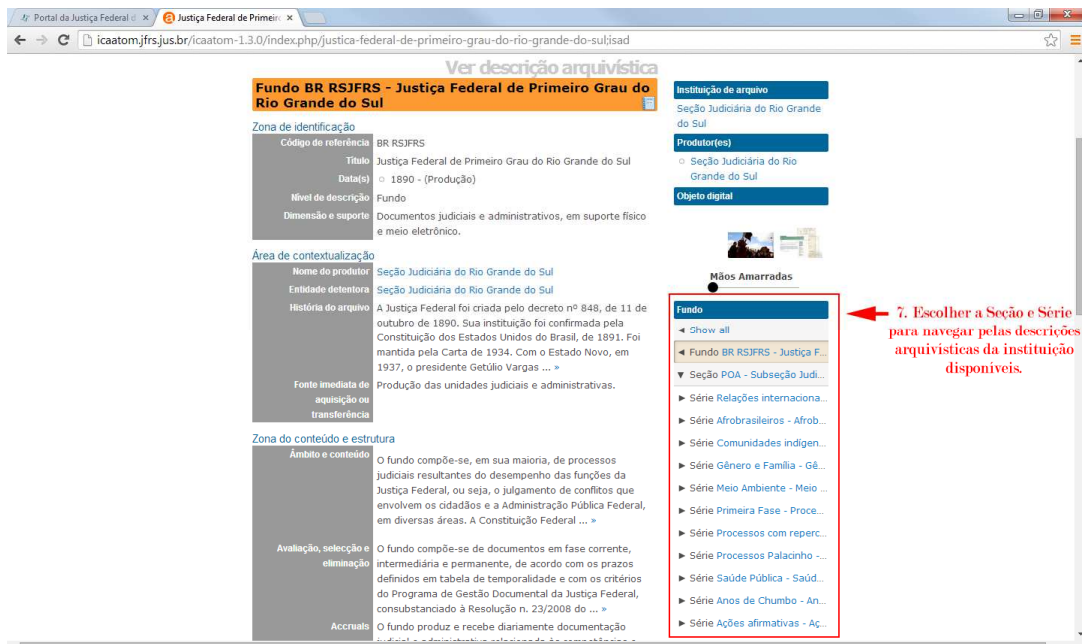 Portal da Justiça Federal d
Justiça Federal de Primeir
icaatom.jfrs.jus.br/icaatom-1.3.0/index.php/justica-federal-de-primeiro-grau-do-rio-grande-do-sul;isad
Ver descrição arquivística
Fundo BR RSJFRS - Justiça Federal de Primeiro Grau do
Rio Grande do Sul
Zona de identificação
Código de referência BR RSJFRS
Título Justiça Federal de Primeiro Grau do Rio Grande do Sul
Data(s) 1890 - (Produção)
Nível de descrição Fundo
Dimensão e suporte Documentos judiciais e administrativos, em suporte físico
e meio eletrônico.
Área de contextualização
Nome do produtor Seção Judiciária do Rio Grande do Sul
Entidade detentora Seção Judiciária do Rio Grande do Sul
História do arquivo A Justiça Federal foi criada pelo decreto nº 848, de 11 de
outubro de 1890. Sua instituição foi confirmada pela
Constituição dos Estados Unidos do Brasil, de 1891. Foi
mantida pela Carta de 1934. Com o Estado Novo, em
1937, o presidente Getúlio Vargas ... »
Fonte imediata de Produção das unidades judiciais e administrativas.
aquisição ou
transferência
Zona do conteúdo e estrutura
Âmbito e conteúdo O fundo compõe-se, em sua maioria, de processos
judiciais resultantes do desempenho das funções da
Justiça Federal, ou seja, o julgamento de conflitos que
envolvem os cidadãos e a Administração Pública Federal,
em diversas áreas. A Constituição Federal ... »
Avaliação, selecção e O fundo compõe-se de documentos em fase corrente,
eliminação intermediária e permanente, de acordo com os prazos
definidos em tabela de temporalidade e com os critérios
do Programa de Gestão Documental da Justiça Federal,
consubstanciado à Resolução n. 23/2008 do ... »
Accruals O fundo produz e recebe diariamente documentação
Instituição de arquivo
Seção Judiciária do Rio Grande
do Sul
Produtor(es)
Seção Judiciária do Rio
Grande do Sul
Objeto digital
Mãos Amarradas
Fundo
Show all
Fundo BR RSJFRS - Justiça F...
Seção POA - Subseção Judi...
Série Relações internaciona...
Série Afrobrasileiros - Afrob...
Série Comunidades indígen...
Série Gênero e Família - Gê...
Série Meio Ambiente - Meio ...
Série Primeira Fase - Proce...
Série Processos com reperc...
Série Processos Palacinho -...
Série Saúde Pública - Saúd...
Série Anos de Chumbo - An...
Série Ações afirmativas - Aç...
7. Escolher a Seção e Série
para navegar pelas descrições
arquivísticas da instituição
disponíveis.